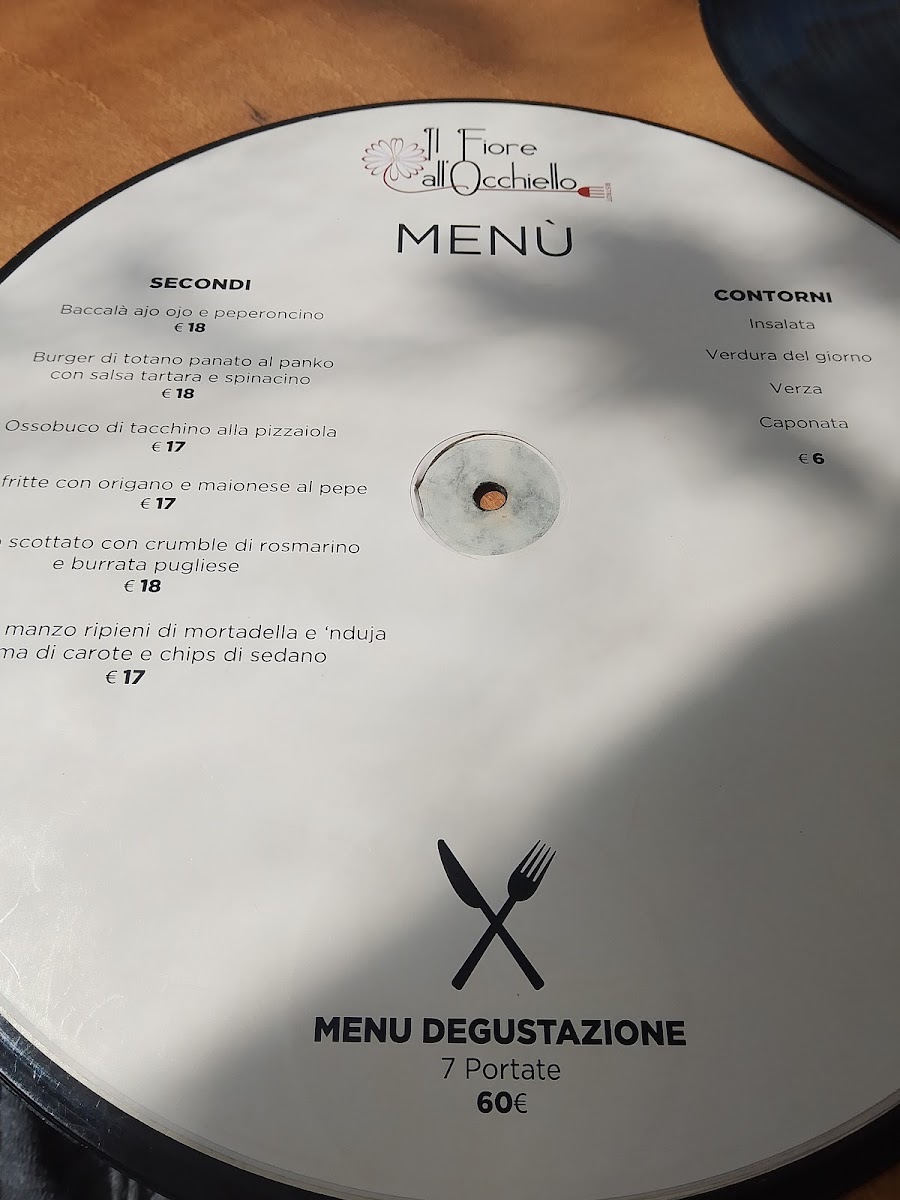 Il Fiore
all'Occhiello
MENÙ
SECONDI
Baccalà ajo ojo e peperoncino
€ 18
Burger di totano panato al panko
con salsa tartara e spinacino
€ 18
Ossobuco di tacchino alla pizzaiola
€ 17
fritte con origano e maionese al pepe
€ 17
scottato con crumble di rosmarino
e burrata pugliese
€ 18
manzo ripieni di mortadella e ‘nduja
di carote e chips di sedano
€ 17
CONTORNI
Insalata
Verdura del giorno
Verza
Caponata
€ 6
MENU DEGUSTAZIONE
7 Portate
60€